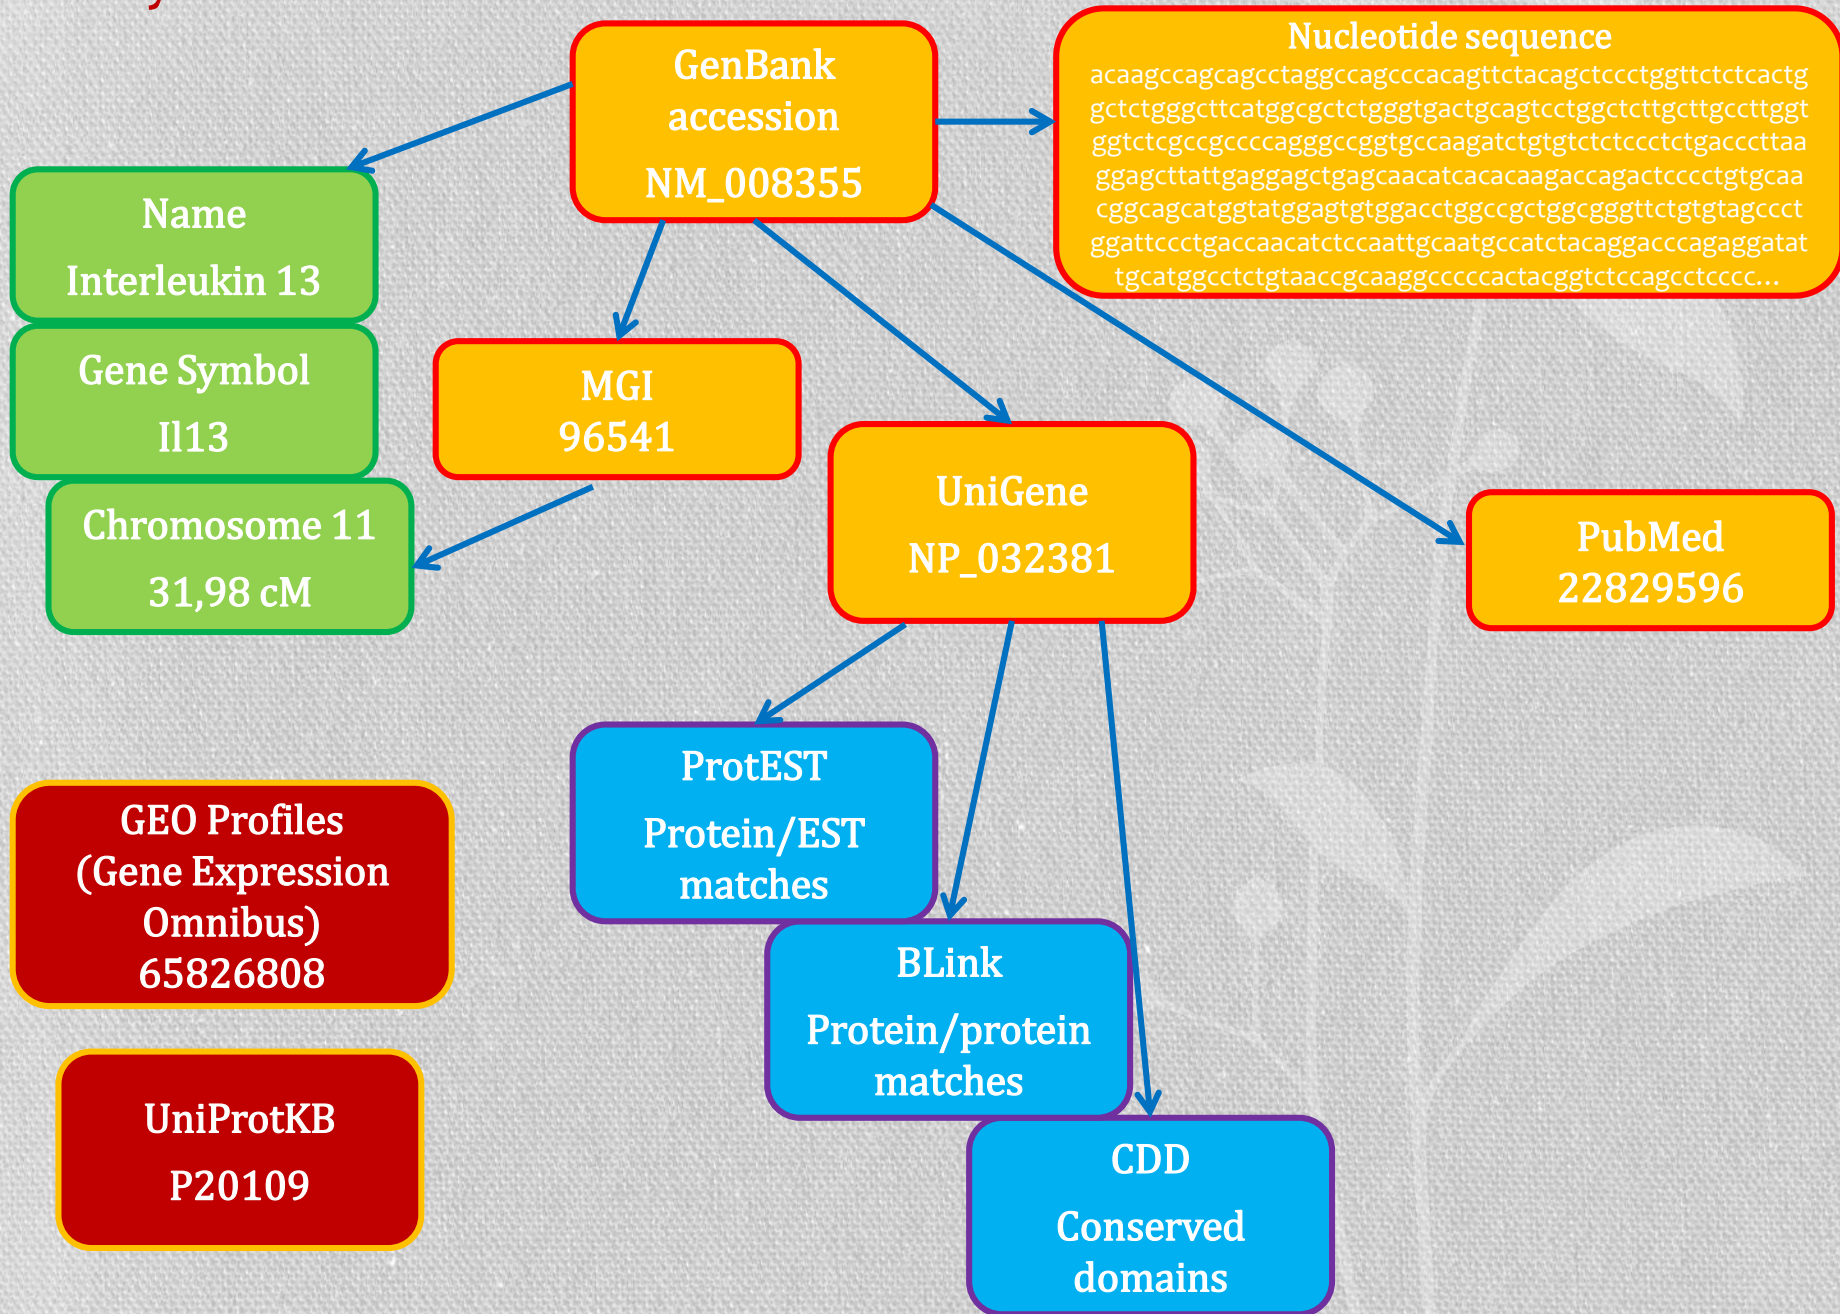 GenBank
accession
NM_008355
Nucleotide sequence
acaagccagcagcctaggccagcccacagttctacagctccctggttctctcactg
gctctgggcttcatggcgctctgggtgactgcagtcctggctcttgcttgccttggt
ggtctcgccgccccagggccggtgccaagatctgtgtctctccctctgacccttaa
ggagcttattgaggagctgagcaacatcacacaagaccagactcccctgtgcaa
cggcagcatggtatggagtgtggacctggccgctggcgggttctgtgtagccct
ggattccctgaccaacatctccaattgcaatgccatctacaggacccagaggatat
tgcatggcctctgtaaccgcaaggcccccactacggtctccagcctcccc...
Name
Interleukin 13
Gene Symbol
Il13
Chromosome 11
31,98 cM
MGI
96541
UniGene
NP_032381
PubMed
22829596
ProtEST
Protein/EST
matches
BLink
Protein/protein
matches
CDD
Conserved
domains
GEO Profiles
(Gene Expression
Omnibus)
65826808
UniProtKB
P20109